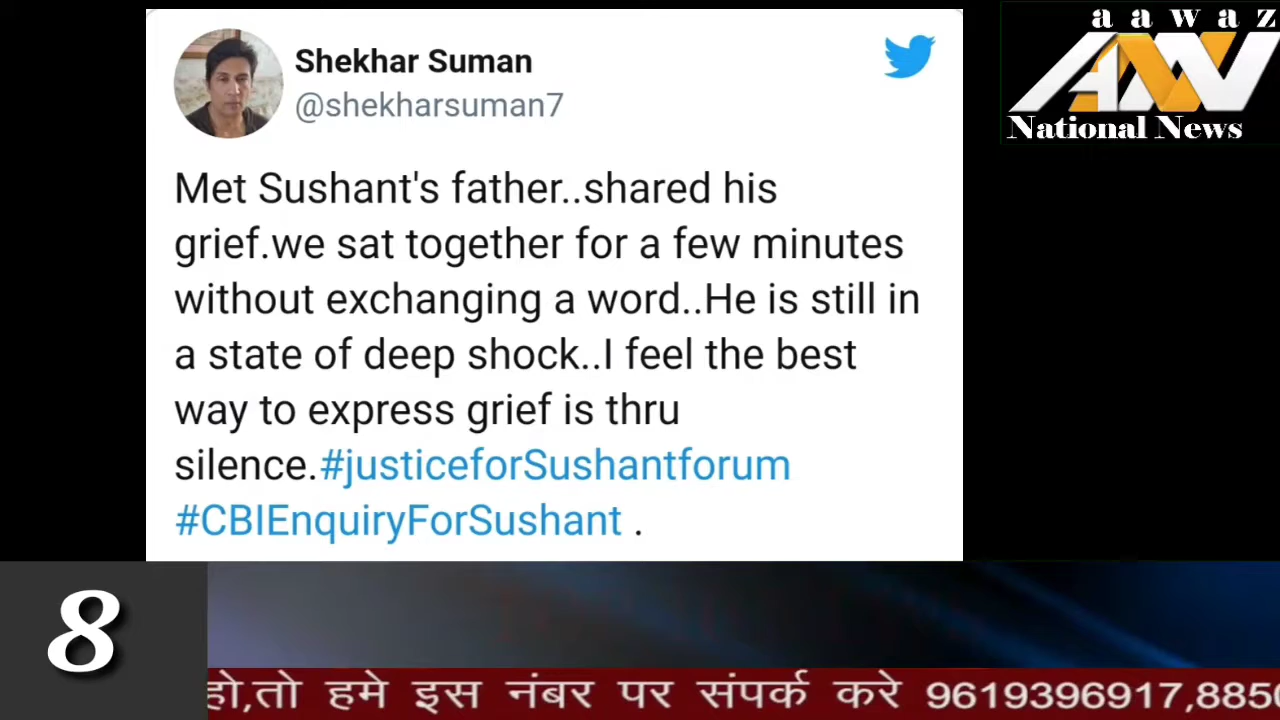 aawaz
National News
Shekhar Suman
@shekharsuman7
Met Sushant's father..shared his
grief.we sat together for a few minutes
without exchanging a word..He is still in
a state of deep shock..I feel the best
way to express grief is thru
silence.#justiceforSushantforum
#CBIEnquiryForSushant .
8
हो,तो हमे इस नंबर पर संपर्क करे 9619396917,